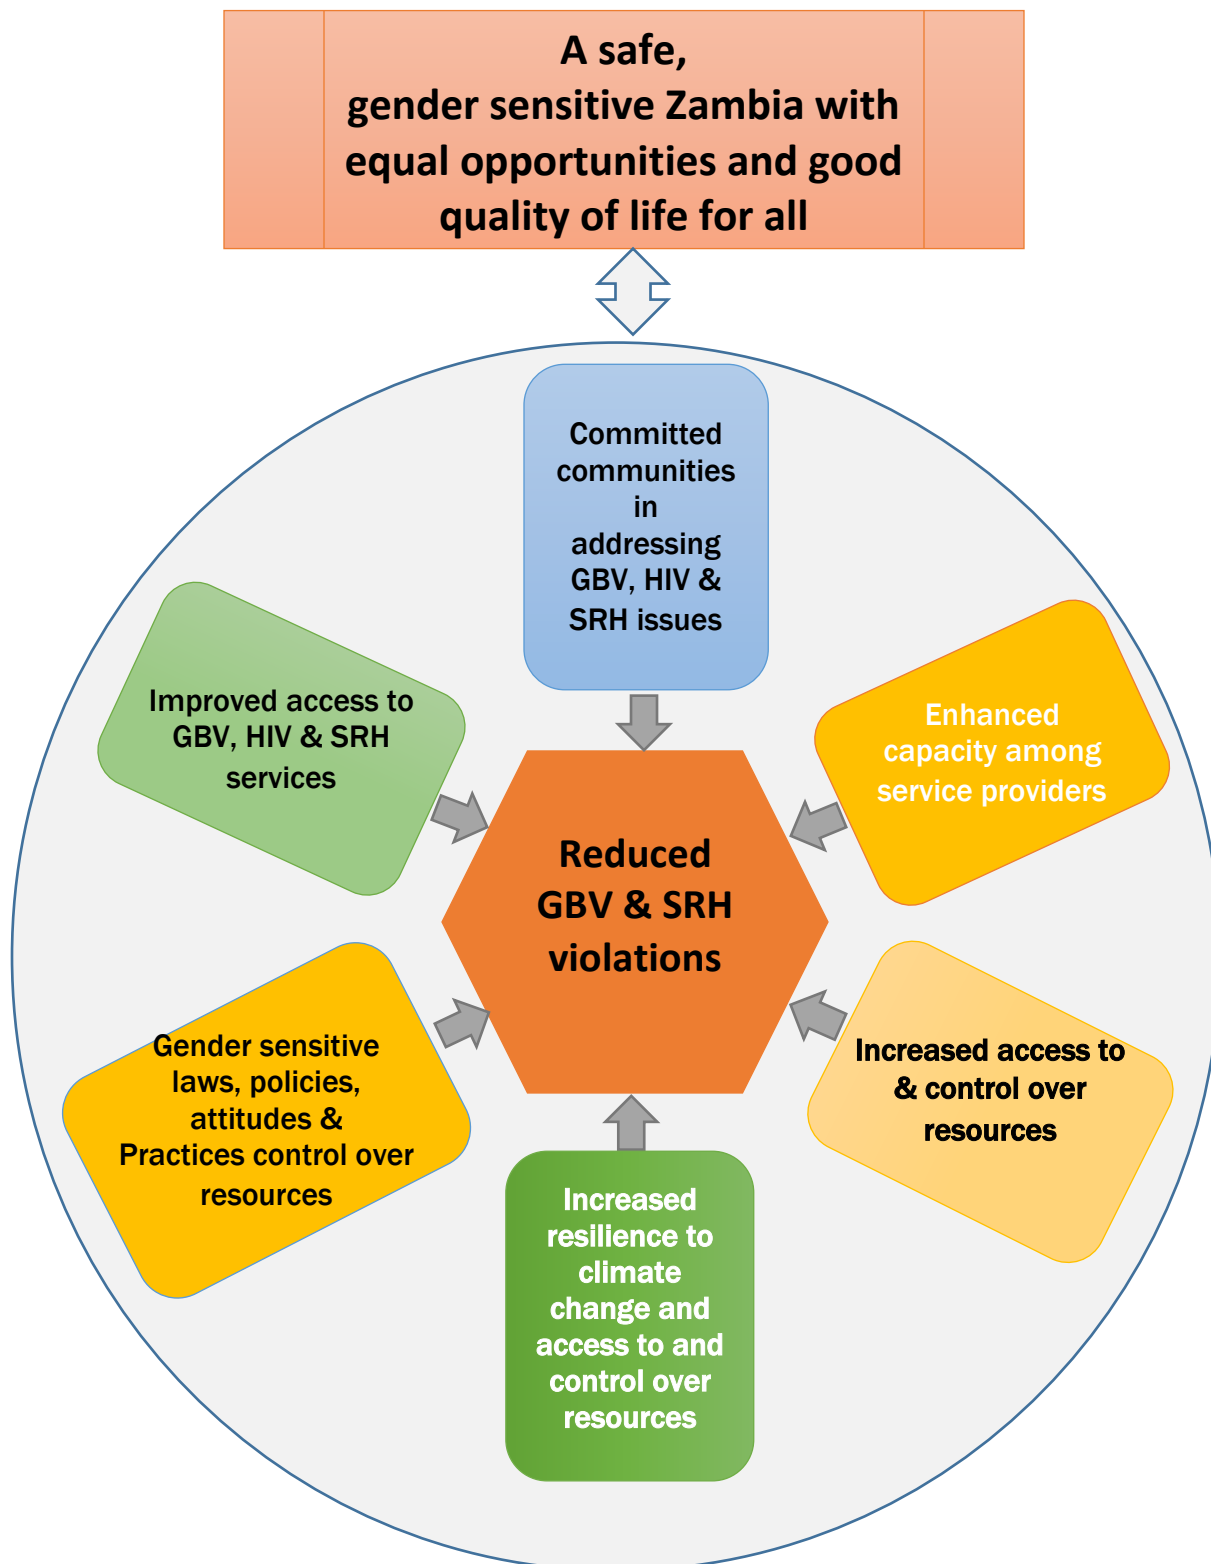 A safe,
gender sensitive Zambia with
equal opportunities and good
quality of life for all
Committed
communities
in
addressing
GBV, HIV &
SRH issues
Improved access to
GBV, HIV & SRH
services
Enhanced
capacity among
service providers
Reduced
GBV & SRH
violations
Gender sensitive
laws, policies,
attitudes &
Practices control over
resources
Increased access to
& control over
resources
Increased
resilience to
climate
change and
access to and
control over
resources